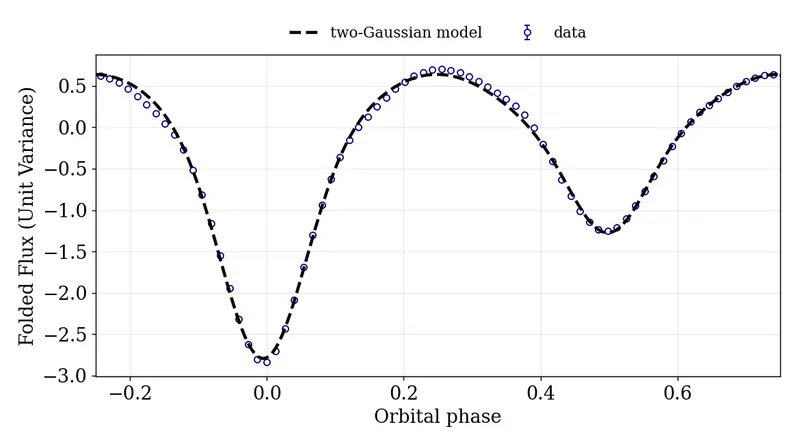 two-Gaussian model data
Folded Flux (Unit Variance)
0.5
0.0
−0.5
−1.0
−1.5
−2.0
−2.5
−3.0
−0.2 0.0 0.2 0.4 0.6
Orbital phase